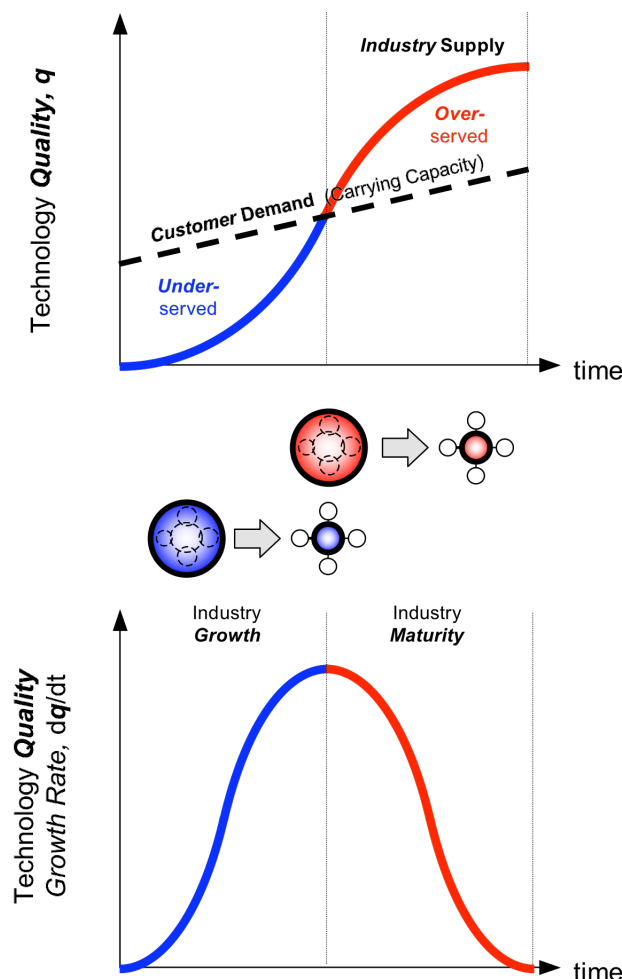 Industry Supply
Technology Quality, q
Over-
served
Customer Demand (Carrying Capacity)
Under-
served
time
Industry
Growth
Industry
Maturity
Technology Quality
Growth Rate, dq/dt
time